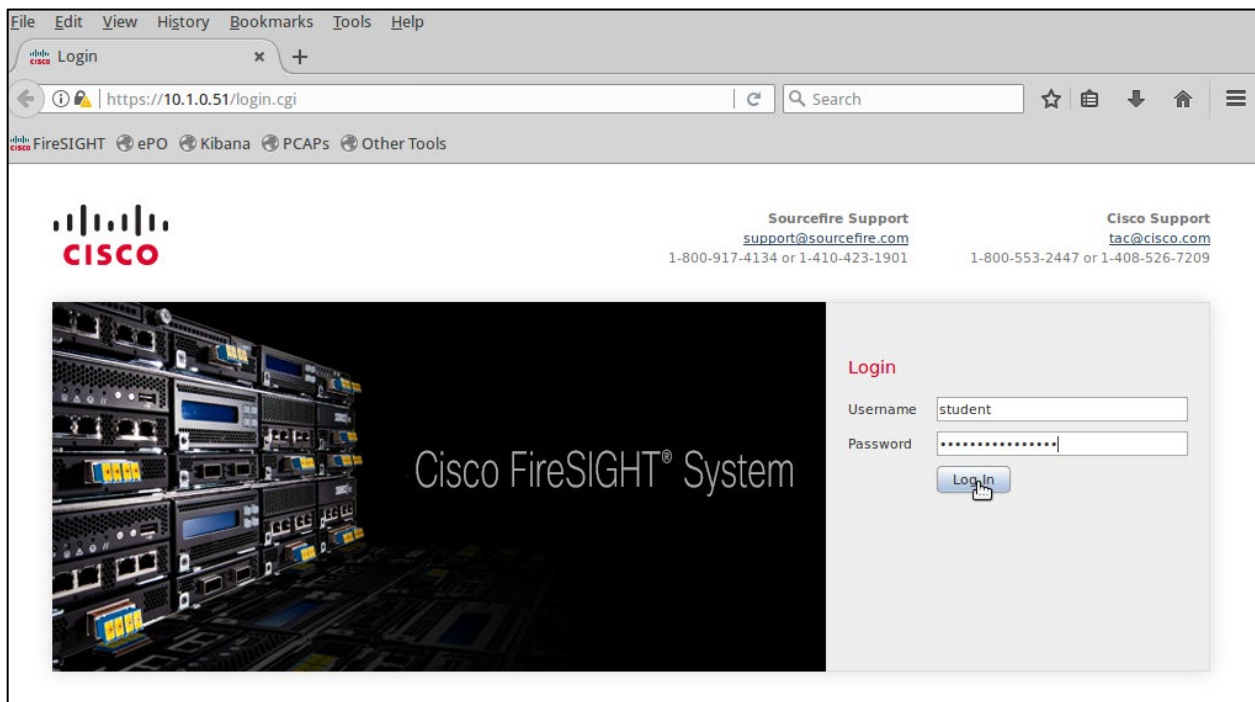 File Edit View History Bookmarks Tools Help
CISCO Login × +
https://10.1.0.51/login.cgi Search
CISCO FireSIGHT ePO Kibana PCAPs Other Tools
CISCO
Sourcefire Support
support@sourcefire.com
1-800-917-4134 or 1-410-423-1901
Cisco Support
tac@cisco.com
1-800-553-2447 or 1-408-526-7209
Cisco FireSIGHT® System
Login
Username student
Password ••••••••••••••••
Log In